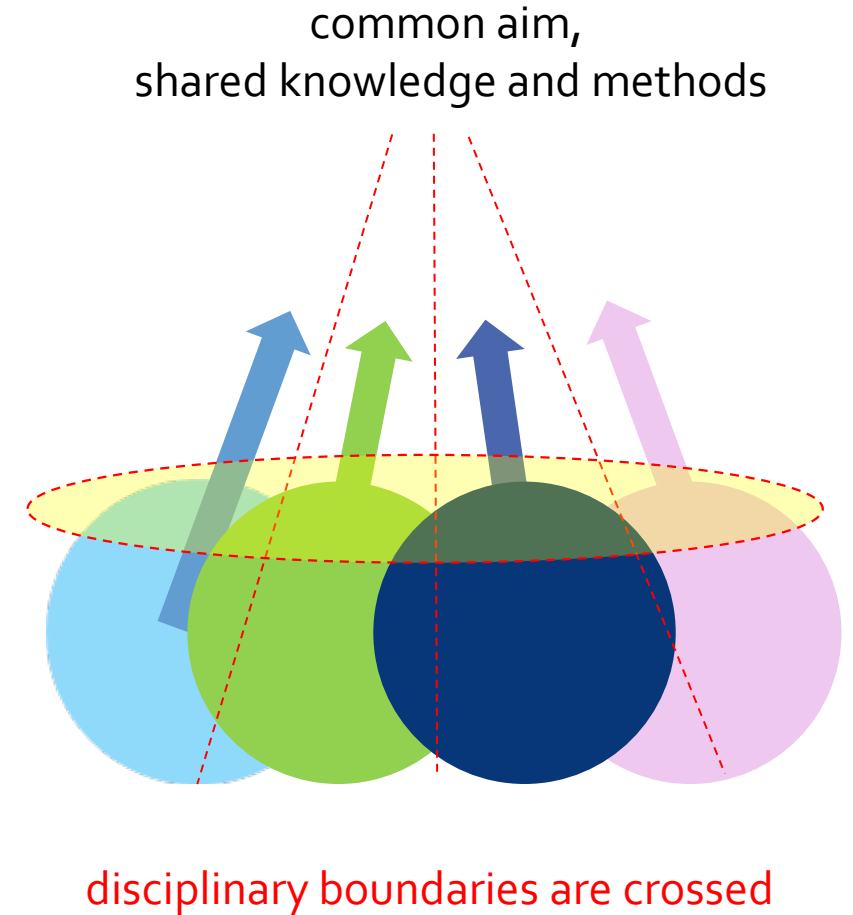 common aim,
shared knowledge and methods
disciplinary boundaries are crossed